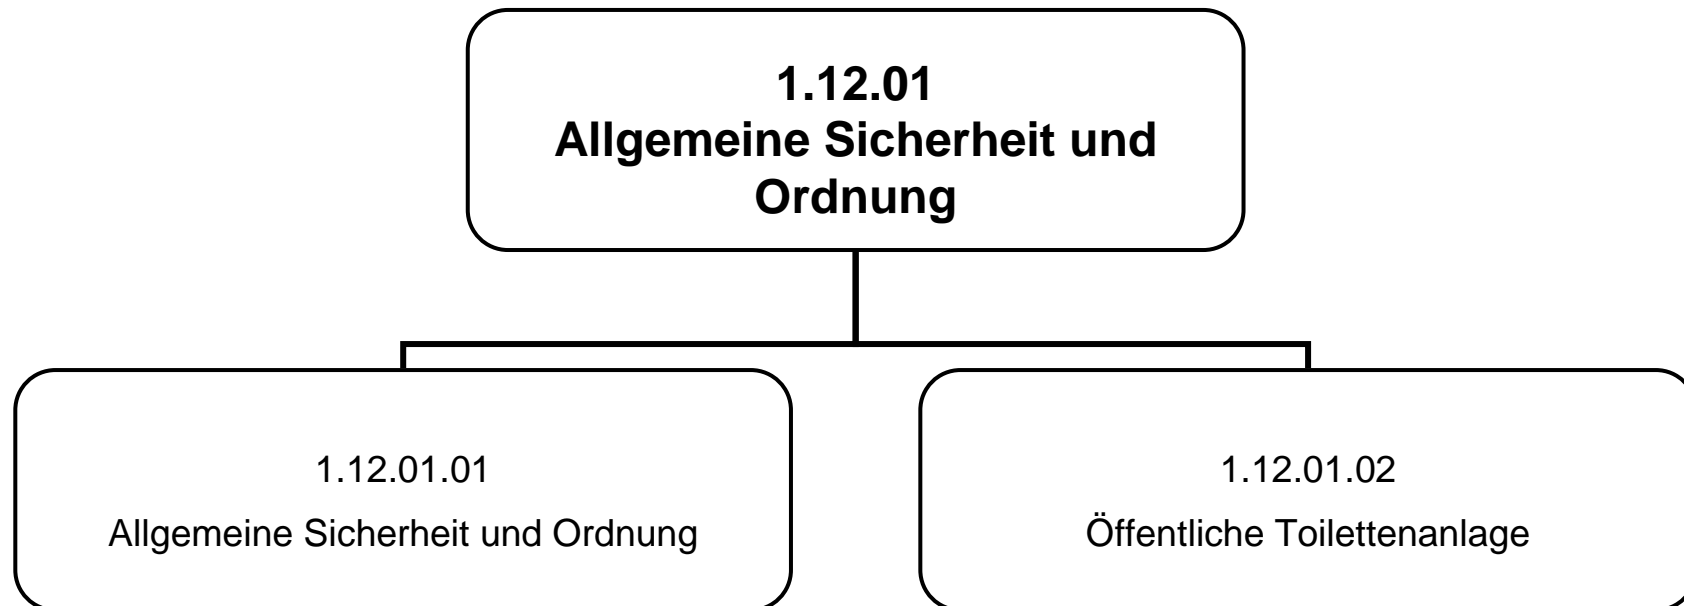 1.12.01
Allgemeine Sicherheit und
Ordnung
1.12.01.01
Allgemeine Sicherheit und Ordnung
1.12.01.02
Öffentliche Toilettenanlage